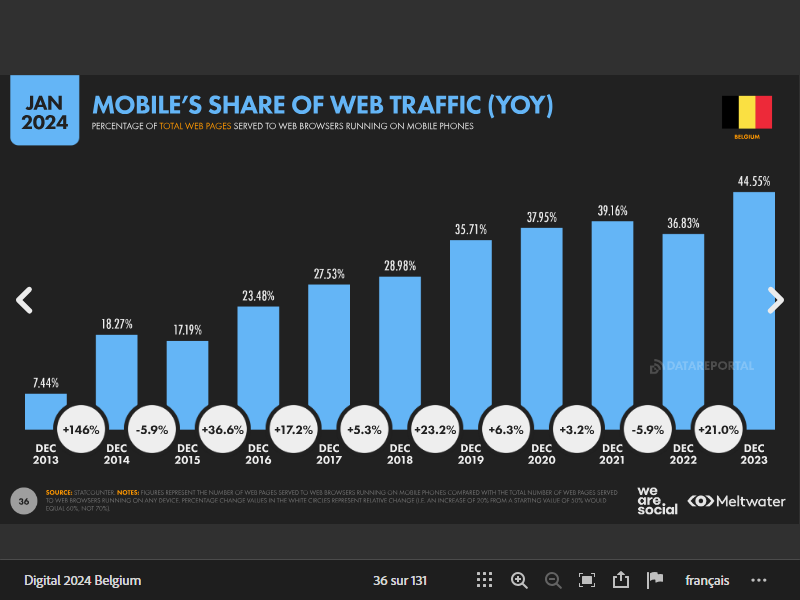 JAN
2024
MOBILE'S SHARE OF WEB TRAFFIC (YOY)
PERCENTAGE OF TOTAL WEB PAGES SERVED TO WEB BROWSERS RUNNING ON MOBILE PHONES
BELGIUM
7.44%
18.27%
17.19%
23.48%
27.53%
28.98%
35.71%
37.95%
39.16%
36.83%
44.55%
DATAREPORTAL
+146%
-5.9%
+36.6%
+17.2%
+5.3%
+23.2%
+6.3%
+3.2%
-5.9%
+21.0%
DEC 2013
DEC 2014
DEC 2015
DEC 2016
DEC 2017
DEC 2018
DEC 2019
DEC 2020
DEC 2021
DEC 2022
DEC 2023
36
SOURCE: STATCOUNTER. NOTES: FIGURES REPRESENT THE NUMBER OF WEB PAGES SERVED TO WEB BROWSERS RUNNING ON MOBILE PHONES COMPARED WITH THE TOTAL NUMBER OF WEB PAGES SERVED
TO WEB BROWSERS RUNNING ON ANY DEVICE. PERCENTAGE CHANGE VALUES IN THE WHITE CIRCLES REPRESENT RELATIVE CHANGE (I.E. AN INCREASE OF 20% FROM A STARTING VALUE OF 50% WOULD
EQUAL 60%, NOT 70%).
we
are.
social
Meltwater
Digital 2024 Belgium
36 sur 131
français